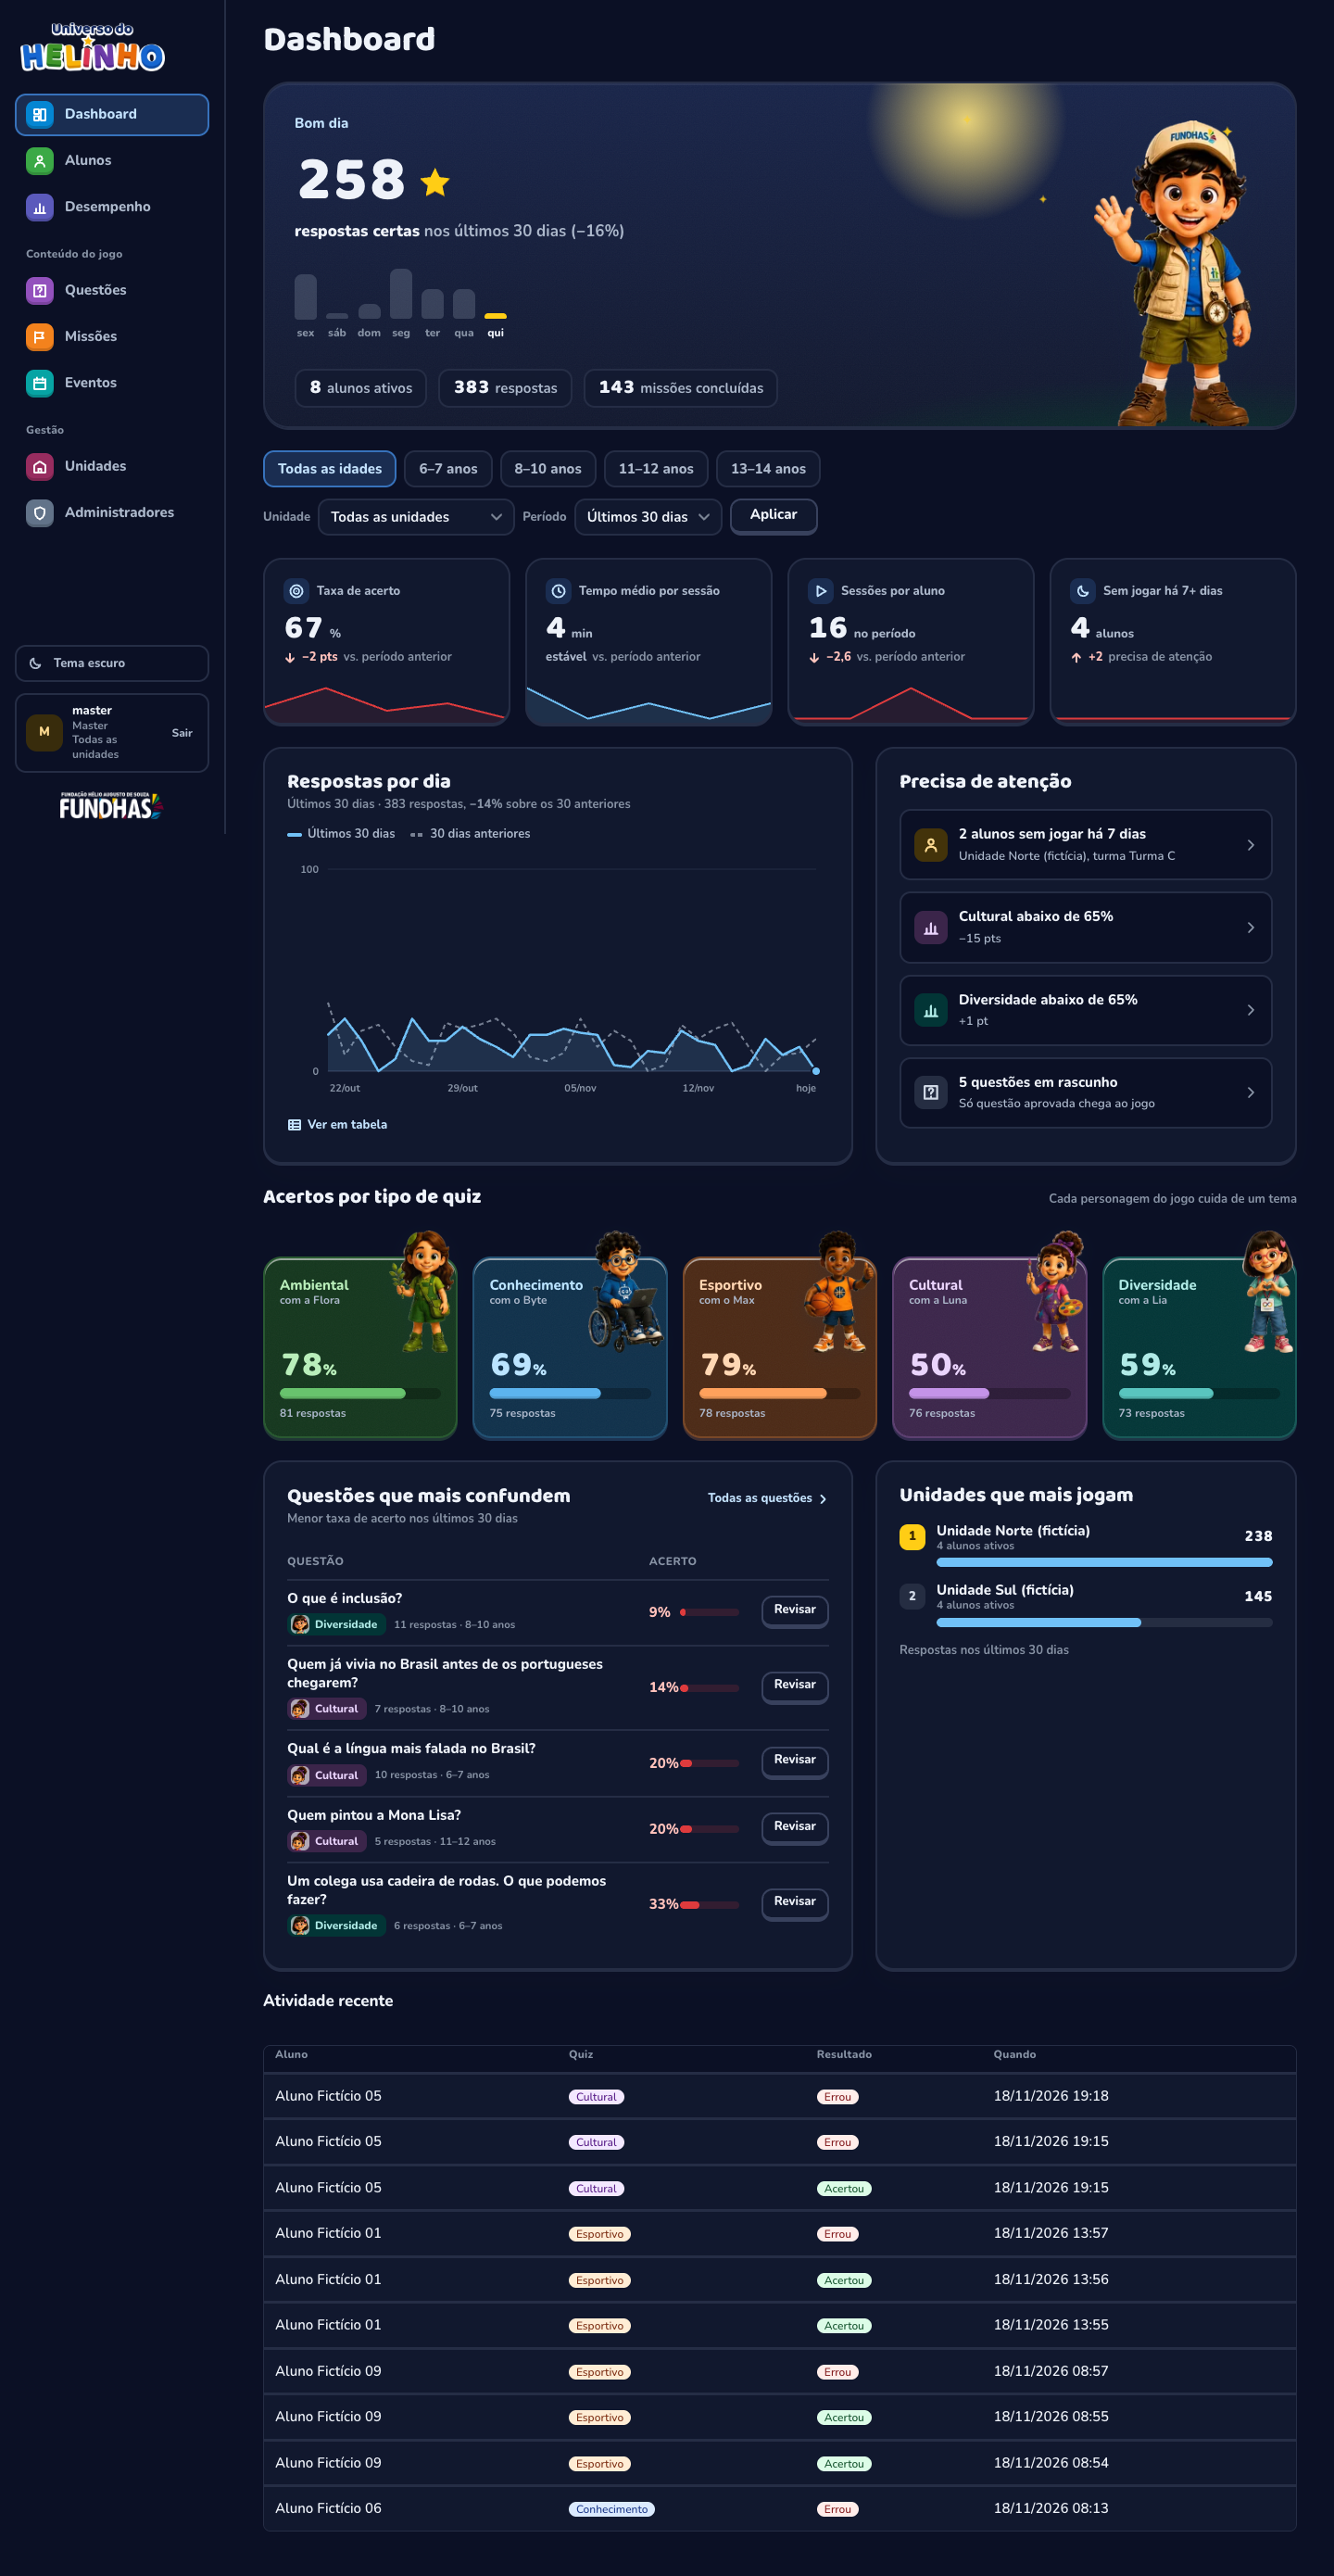 Universo do
HELINHO
Dashboard
Alunos
Desempenho
Conteúdo do jogo
Questões
Missões
Eventos
Gestão
Unidades
Administradores
Tema escuro
M
master
Master
Todas as
unidades
Sair
FUNDAÇÃO HÉLIO AUGUSTO DE SOUZA
FUNDHAS
Dashboard
Bom dia
258
respostas certas nos últimos 30 dias (−16%)
sex sáb dom seg ter qua qui
8 alunos ativos
383 respostas
143 missões concluídas
FUNDHAS
Todas as idades
6–7 anos
8–10 anos
11–12 anos
13–14 anos
Unidade
Todas as unidades
Período
Últimos 30 dias
Aplicar
Taxa de acerto
67 %
−2 pts vs. período anterior
Tempo médio por sessão
4 min
estável vs. período anterior
Sessões por aluno
16 no período
−2,6 vs. período anterior
Sem jogar há 7+ dias
4 alunos
+2 precisa de atenção
Respostas por dia
Últimos 30 dias · 383 respostas, −14% sobre os 30 anteriores
Últimos 30 dias
30 dias anteriores
100
0
22/out 29/out 05/nov 12/nov hoje
Ver em tabela
Precisa de atenção
2 alunos sem jogar há 7 dias
Unidade Norte (fictícia), turma Turma C
Cultural abaixo de 65%
−15 pts
Diversidade abaixo de 65%
+1 pt
5 questões em rascunho
Só questão aprovada chega ao jogo
Acertos por tipo de quiz
Cada personagem do jogo cuida de um tema
Ambiental
com a Flora
78%
81 respostas
Conhecimento
com o Byte
69%
75 respostas
Esportivo
com o Max
79%
78 respostas
Cultural
com a Luna
50%
76 respostas
Diversidade
com a Lia
59%
73 respostas
Questões que mais confundem
Menor taxa de acerto nos últimos 30 dias
Todas as questões
QUESTÃO ACERTO
O que é inclusão?
Diversidade 11 respostas · 8–10 anos
9%
Revisar
Quem já vivia no Brasil antes de os portugueses
chegarem?
Cultural 7 respostas · 8–10 anos
14%
Revisar
Qual é a língua mais falada no Brasil?
Cultural 10 respostas · 6–7 anos
20%
Revisar
Quem pintou a Mona Lisa?
Cultural 5 respostas · 11–12 anos
20%
Revisar
Um colega usa cadeira de rodas. O que podemos
fazer?
Diversidade 6 respostas · 6–7 anos
33%
Revisar
Unidades que mais jogam
1
Unidade Norte (fictícia)
4 alunos ativos
238
2
Unidade Sul (fictícia)
4 alunos ativos
145
Respostas nos últimos 30 dias
Atividade recente
Aluno Quiz Resultado Quando
Aluno Fictício 05 Cultural Errou 18/11/2026 19:18
Aluno Fictício 05 Cultural Errou 18/11/2026 19:15
Aluno Fictício 05 Cultural Acertou 18/11/2026 19:15
Aluno Fictício 01 Esportivo Errou 18/11/2026 13:57
Aluno Fictício 01 Esportivo Acertou 18/11/2026 13:56
Aluno Fictício 01 Esportivo Acertou 18/11/2026 13:55
Aluno Fictício 09 Esportivo Errou 18/11/2026 08:57
Aluno Fictício 09 Esportivo Acertou 18/11/2026 08:55
Aluno Fictício 09 Esportivo Acertou 18/11/2026 08:54
Aluno Fictício 06 Conhecimento Errou 18/11/2026 08:13